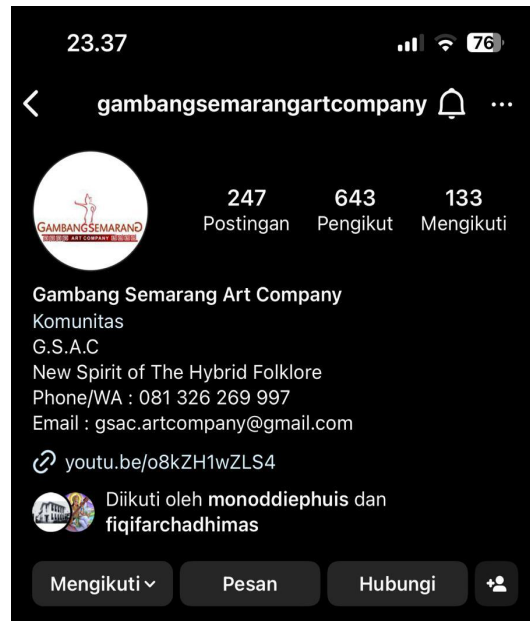 23.37
76
gambangsemarangartcompany
GAMBANGSEMARANG
ART COMPANY
247 643 133
Postingan Pengikut Mengikuti
Gambang Semarang Art Company
Komunitas
G.S.A.C
New Spirit of The Hybrid Folklore
Phone/WA : 081 326 269 997
Email : gsac.artcompany@gmail.com
youtu.be/o8kZH1wZLS4
Diikuti oleh monoddiephuis dan
fiqifarchadhimas
Mengikuti Pesan Hubungi